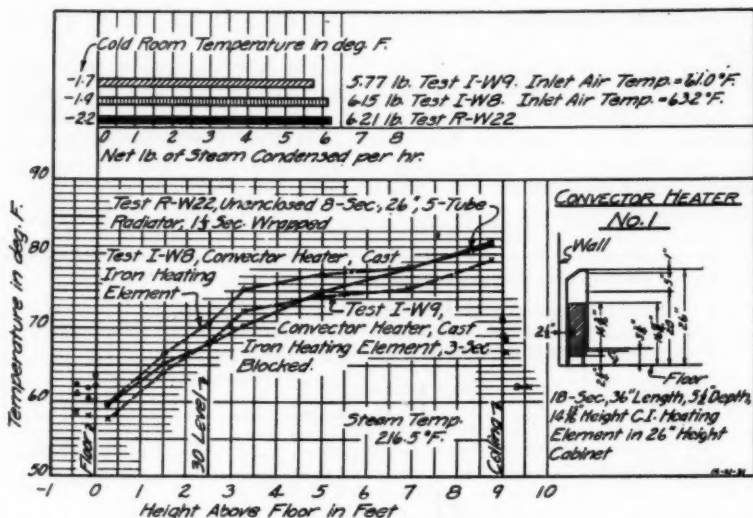 Cold Room Temperature in deg. F.
-1.7
5.77 lb. Test I-W9. Inlet Air Temp. = 61.0°F.
-1.9
6.15 lb. Test I-W8. Inlet Air Temp. = 63.2°F.
-2.2
6.21 lb. Test R-W22
0 1 2 3 4 5 6 7 8
Net lb. of Steam Condensed per hr.
Temperature in deg. F.
90
80
70
60
50
Test R-W22, Unenclosed 8-Sec., 26", 5-Tube
Radiator, 1½ Sec. Wrapped
Test I-W8, Convector Heater, Cast
Iron Heating
Element
Test I-W9,
Convector Heater, Cast
Iron Heating Element, 3-Sec.
Blocked.
Steam Temp.
216.5°F.
Floor
30" Level
Ceiling
-1 0 1 2 3 4 5 6 7 8 9 10
Height Above Floor in Feet
CONVECTOR HEATER
No. 1
Wall
20"
26"
Floor
18-Sec., 36" Length, 5½" Depth,
Height C.I. Heating
Element in 26" Height
Cabinet